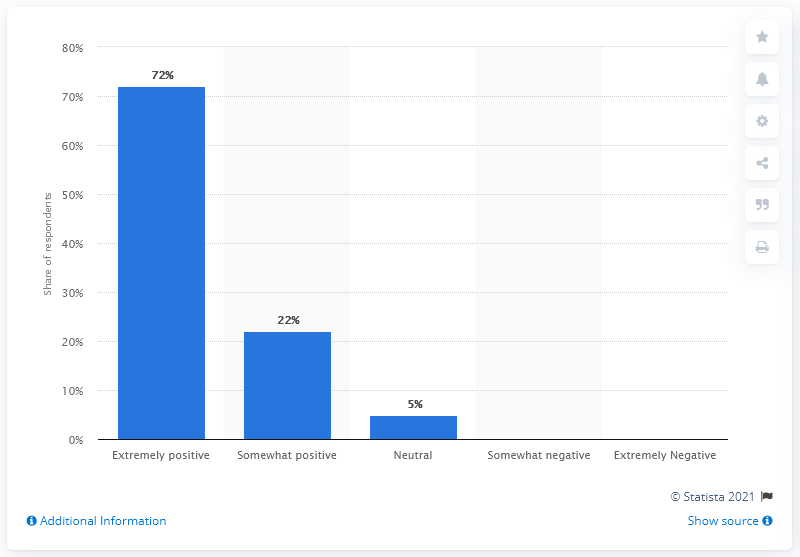 80%
72%
70%
60%
50%
40%
30%
22%
20%
10%
5%
0%
Share of respondents
Extremely positive
Somewhat positive
Neutral
Somewhat negative
Extremely Negative
© Statista 2021
Additional Information
Show source